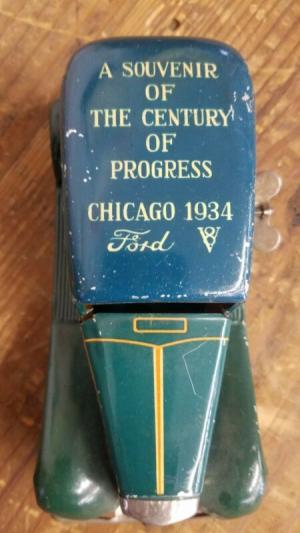 A SOUVENIR
OF
THE CENTURY
OF
PROGRESS
CHICAGO 1934
Ford V8